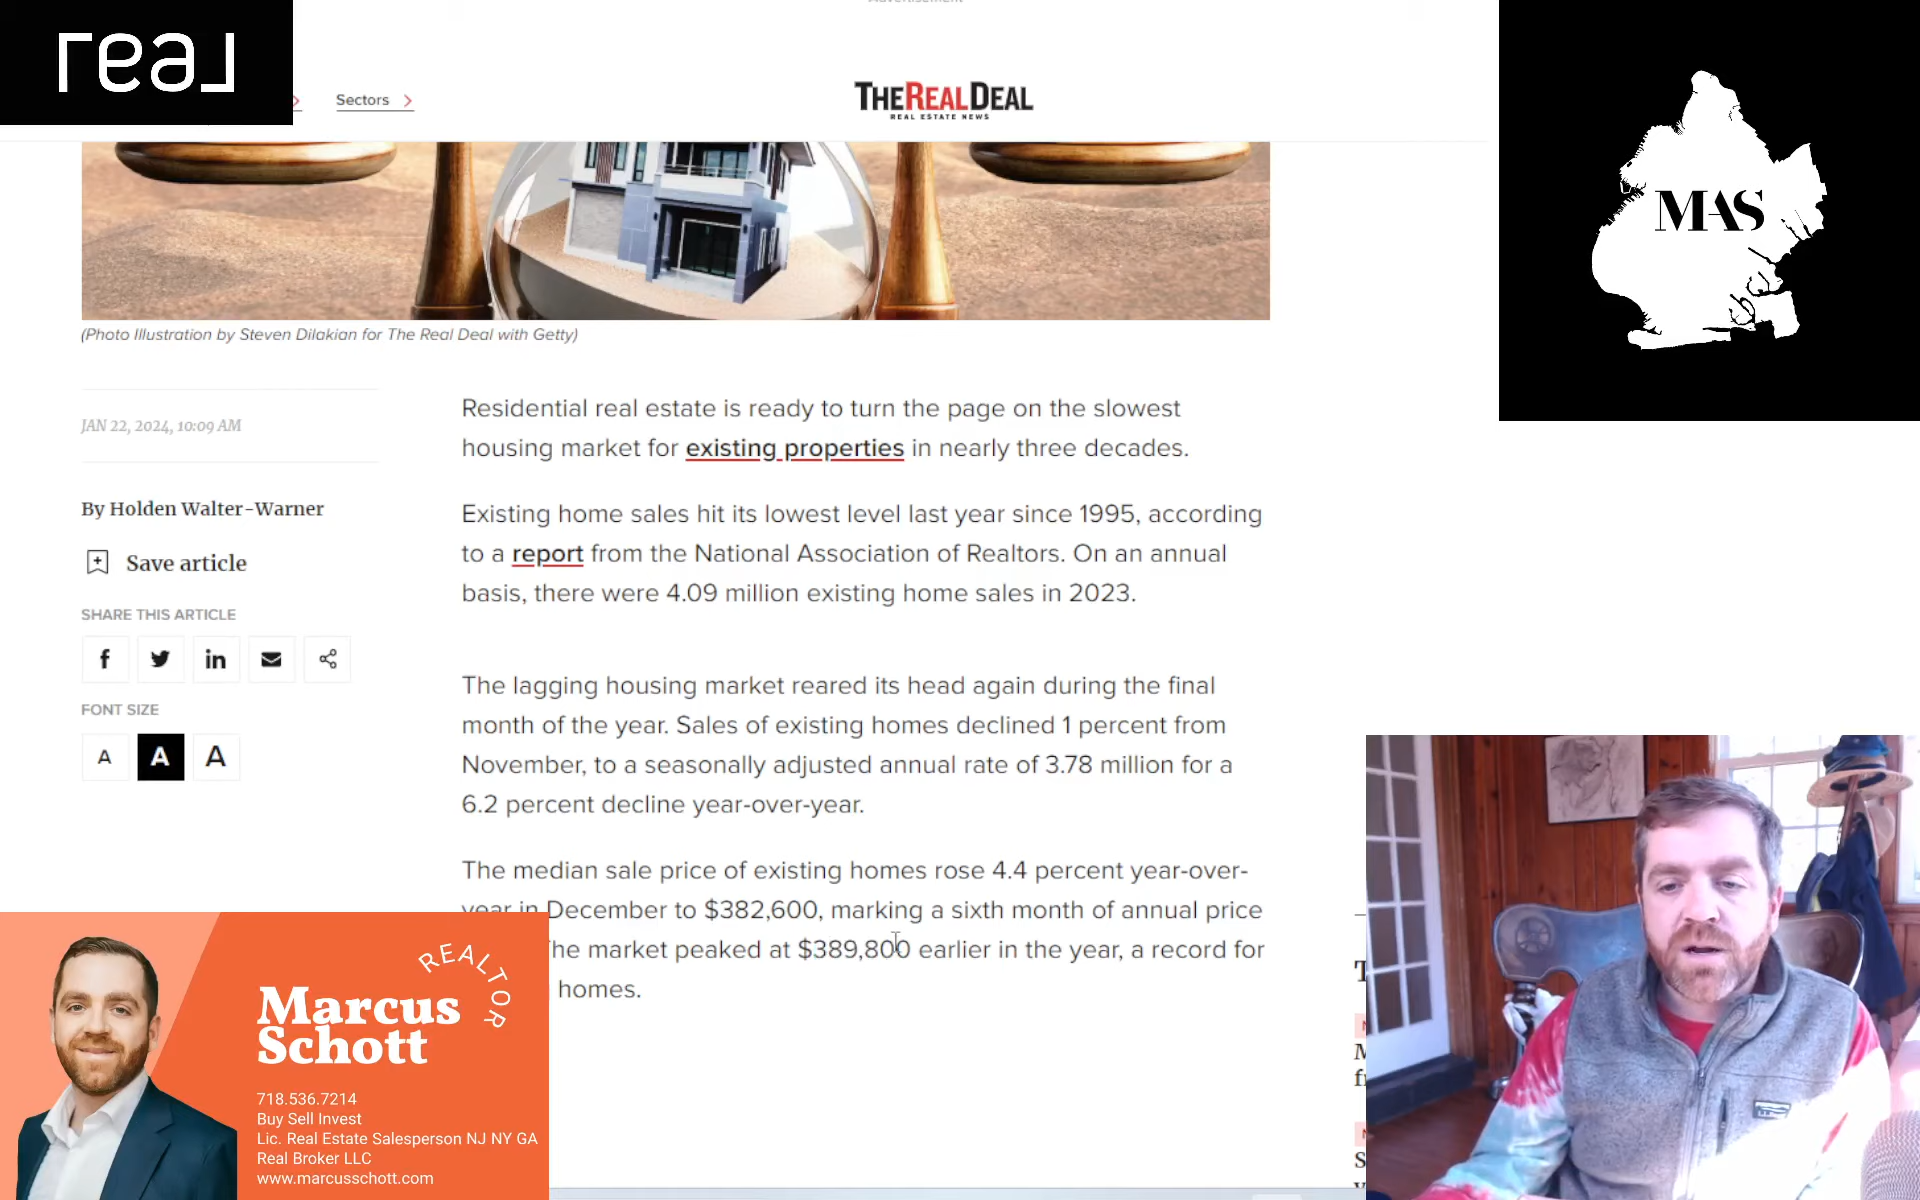 real
Sectors
THEREALDEAL
REAL ESTATE NEWS
MAS
(Photo Illustration by Steven Dilakian for The Real Deal with Getty)
JAN 22, 2024, 10:09 AM
By Holden Walter-Warner
Save article
SHARE THIS ARTICLE
FONT SIZE
A A A
Residential real estate is ready to turn the page on the slowest
housing market for existing properties in nearly three decades.
Existing home sales hit its lowest level last year since 1995, according
to a report from the National Association of Realtors. On an annual
basis, there were 4.09 million existing home sales in 2023.
The lagging housing market reared its head again during the final
month of the year. Sales of existing homes declined 1 percent from
November, to a seasonally adjusted annual rate of 3.78 million for a
6.2 percent decline year-over-year.
The median sale price of existing homes rose 4.4 percent year-over-
year in December to $382,600, marking a sixth month of annual price
he market peaked at $389,800 earlier in the year, a record for
homes.
REALTOR
Marcus
Schott
718.536.7214
Buy Sell Invest
Lic. Real Estate Salesperson NJ NY GA
Real Broker LLC
www.marcusschott.com